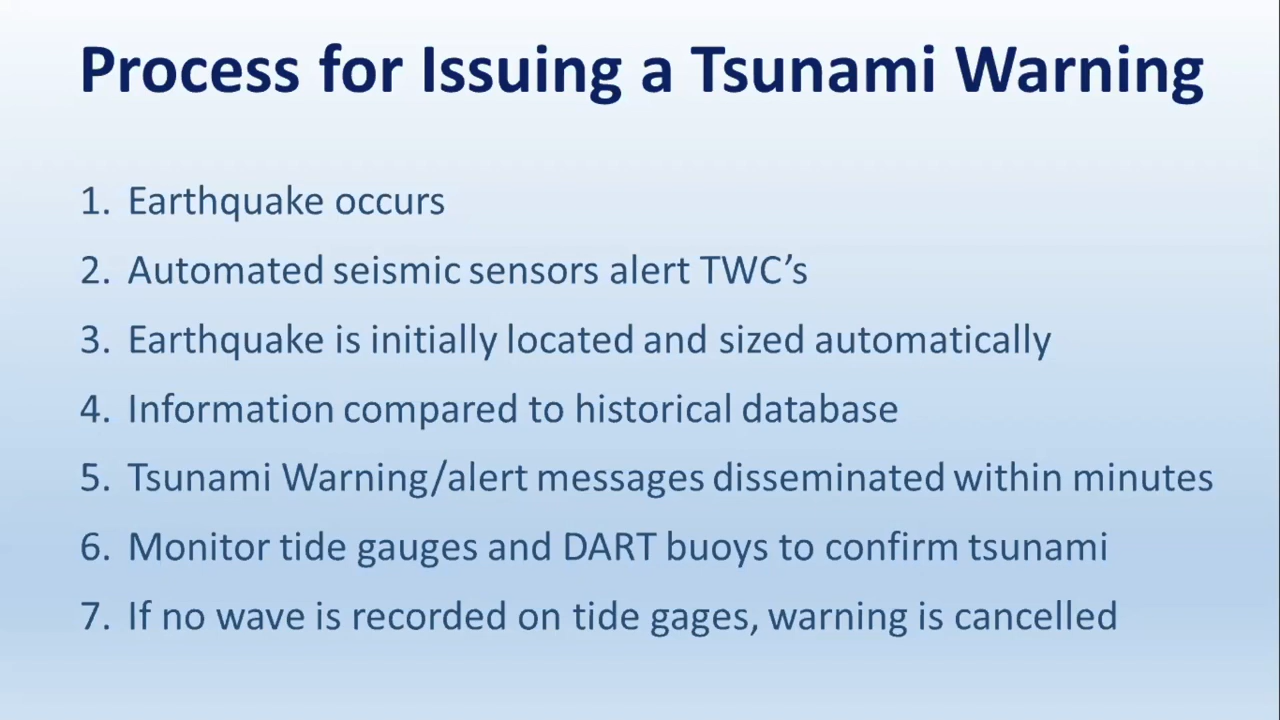 Process for Issuing a Tsunami Warning
1. Earthquake occurs
2. Automated seismic sensors alert TWC’s
3. Earthquake is initially located and sized automatically
4. Information compared to historical database
5. Tsunami Warning/alert messages disseminated within minutes
6. Monitor tide gauges and DART buoys to confirm tsunami
7. If no wave is recorded on tide gages, warning is cancelled